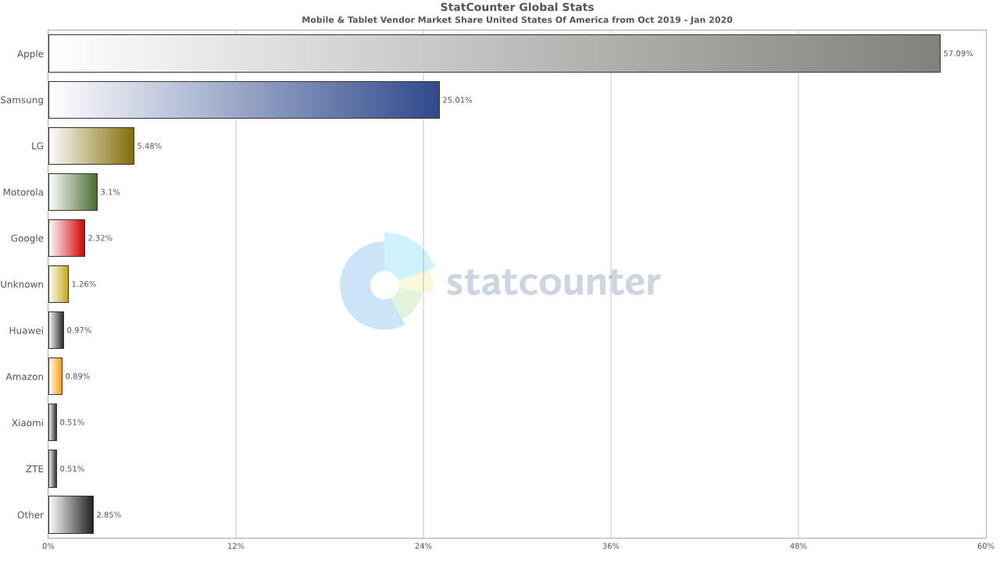 StatCounter Global Stats
Mobile & Tablet Vendor Market Share United States Of America from Oct 2019 - Jan 2020
Apple 57.09%
Samsung 25.01%
LG 5.48%
Motorola 3.1%
Google 2.32%
Unknown 1.26%
statcounter
Huawei 0.97%
Amazon 0.89%
Xiaomi 0.51%
ZTE 0.51%
Other 2.85%
0% 12% 24% 36% 48% 60%